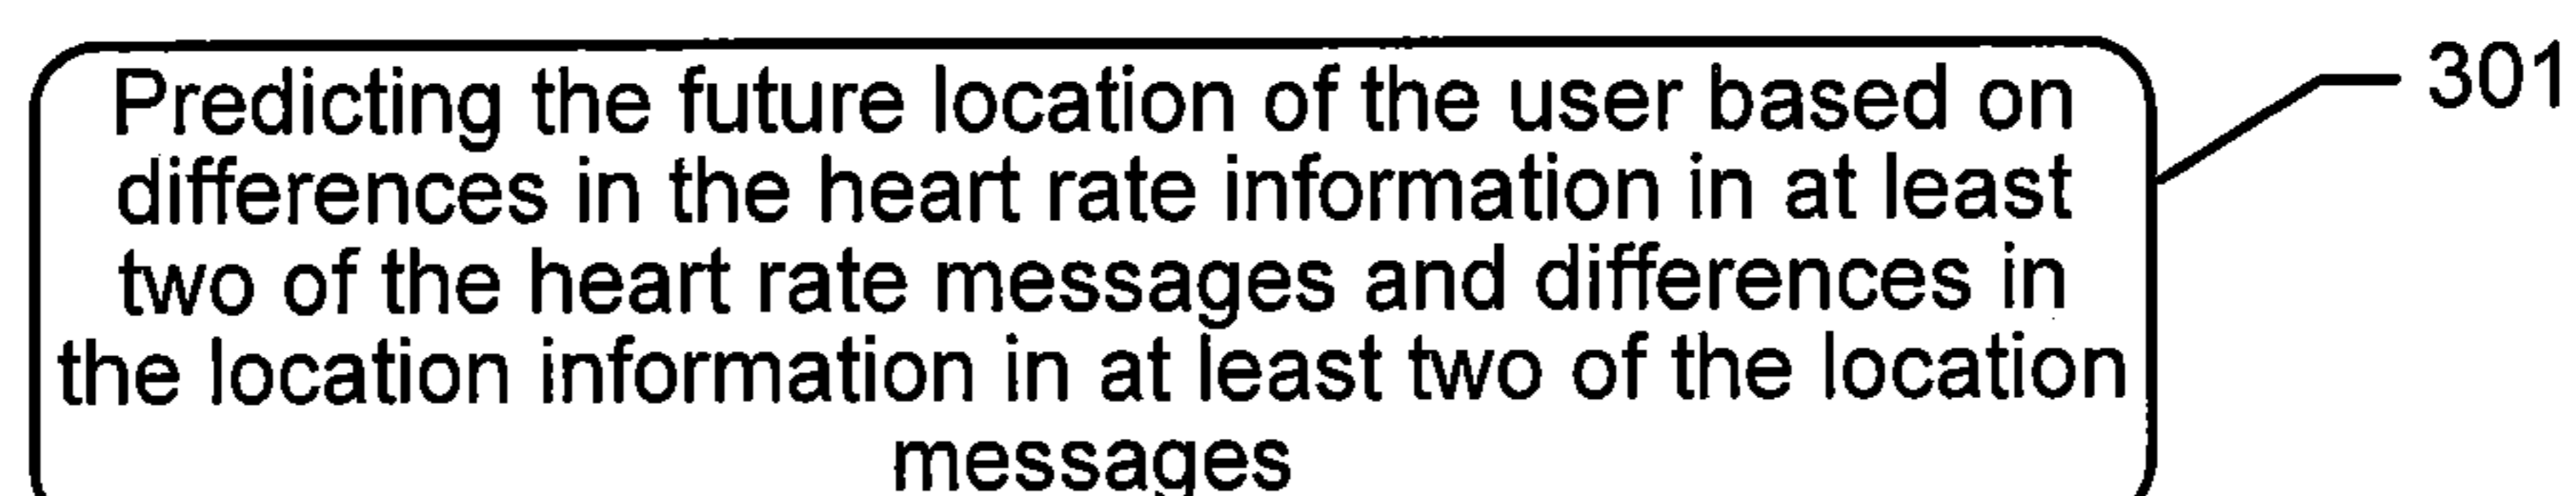 Predicting the future location of the user based on
301
differences in the heart rate information in at least
two of the heart rate messages and differences in
the location information in at least two of the location
messages